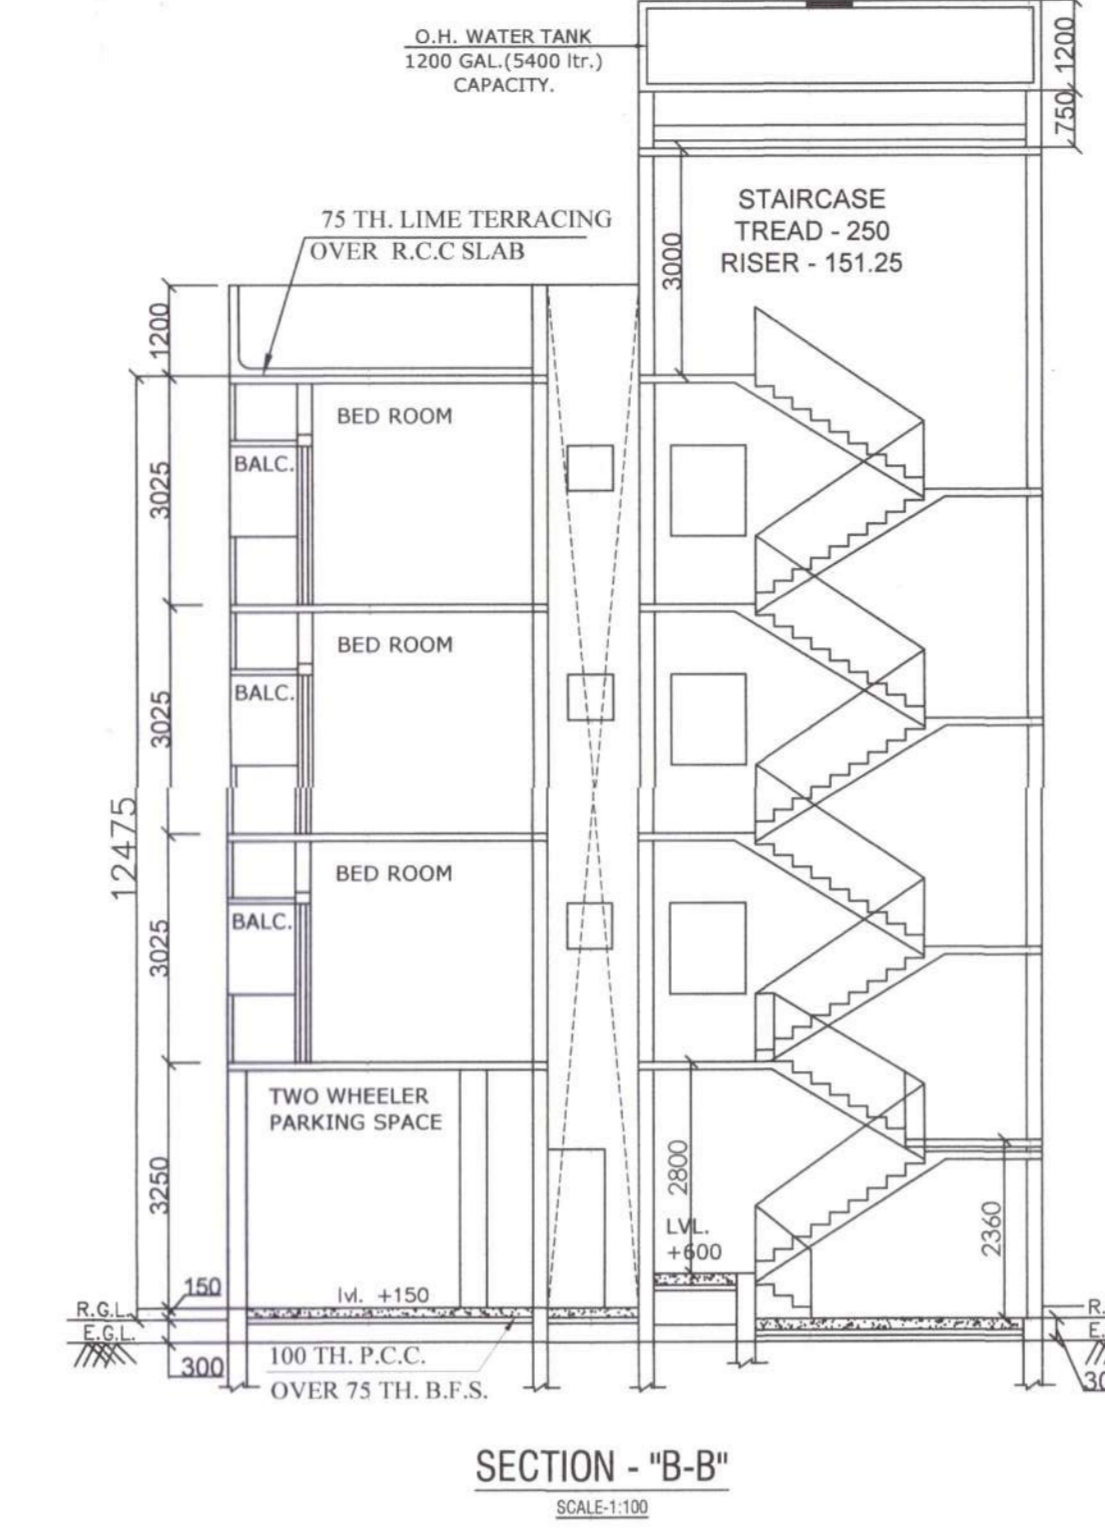 O.H. WATER TANK
1200 GAL.(5400 ltr.)
CAPACITY.
1200
750
STAIRCASE
TREAD - 250
RISER - 151.25
75 TH. LIME TERRACING
OVER R.C.C SLAB
3000
1200
BED ROOM
BALC.
3025
BED ROOM
BALC.
3025
12475
BED ROOM
BALC.
3025
TWO WHEELER
PARKING SPACE
3250
2800
LVL.
+600
2360
150
lvl. +150
R.G.L.
E.G.L.
300
100 TH. P.C.C.
OVER 75 TH. B.F.S.
R.
E.
30
SECTION - "B-B"
SCALE-1:100